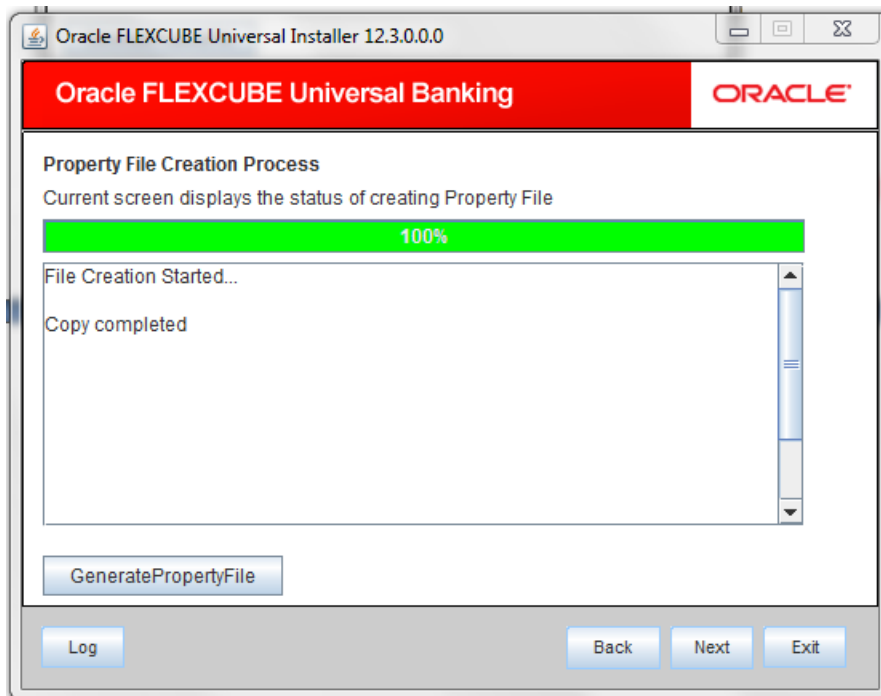 Oracle FLEXCUBE Universal Installer 12.3.0.0.0
Oracle FLEXCUBE Universal Banking
ORACLE®
Property File Creation Process
Current screen displays the status of creating Property File
100%
File Creation Started...
Copy completed
GeneratePropertyFile
Log
Back
Next
Exit